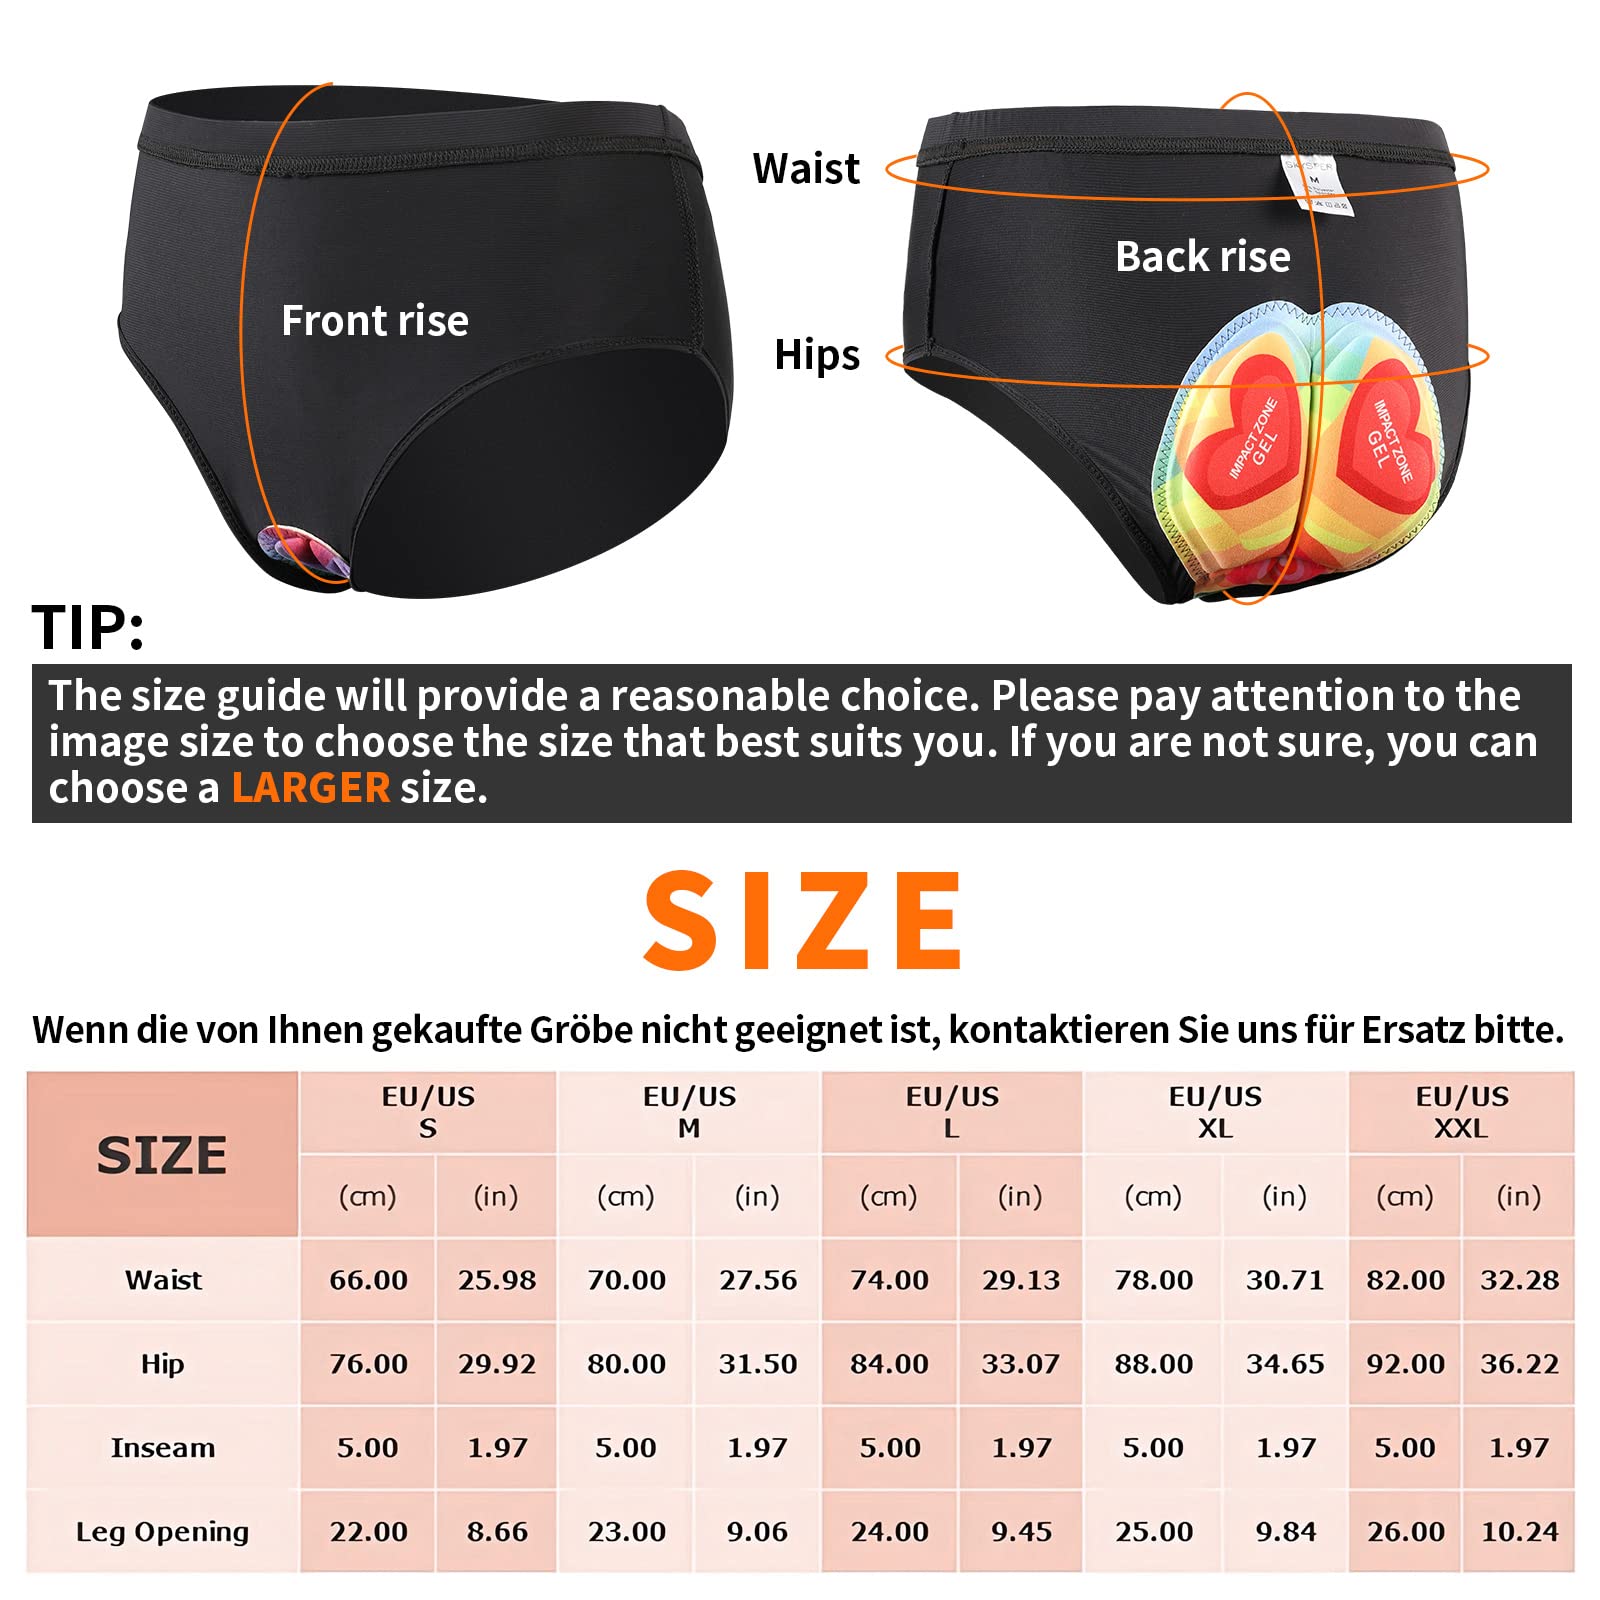 Front rise
Waist
Back rise
Hips
M
IMPACT ZONE
GEL
IMPACT ZONE
GEL
TIP:
The size guide will provide a reasonable choice. Please pay attention to the
image size to choose the size that best suits you. If you are not sure, you can
choose a LARGER size.
SIZE
Wenn die von Ihnen gekaufte Gröbe nicht geeignet ist, kontaktieren Sie uns für Ersatz bitte.
SIZE EU/US S EU/US M EU/US L EU/US XL EU/US XXL
(cm) (in) (cm) (in) (cm) (in) (cm) (in) (cm) (in)
Waist 66.00 25.98 70.00 27.56 74.00 29.13 78.00 30.71 82.00 32.28
Hip 76.00 29.92 80.00 31.50 84.00 33.07 88.00 34.65 92.00 36.22
Inseam 5.00 1.97 5.00 1.97 5.00 1.97 5.00 1.97 5.00 1.97
Leg Opening 22.00 8.66 23.00 9.06 24.00 9.45 25.00 9.84 26.00 10.24